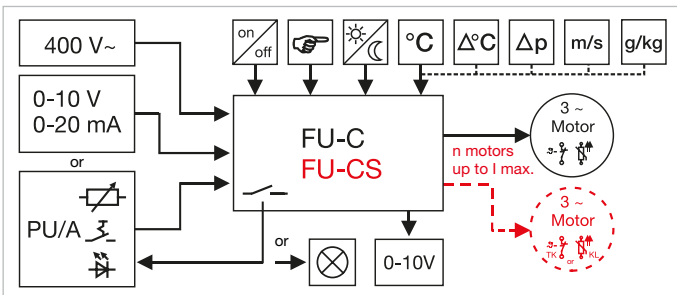 400 V~
on
off
°C
Δ°C
Δp
m/s
g/kg
0-10 V
0-20 mA
or
PU/A
FU-C
FU-CS
n motors
up to I max.
3 ~
Motor
ϑ
3 ~
Motor
ϑ
TK or KL
or
0-10V